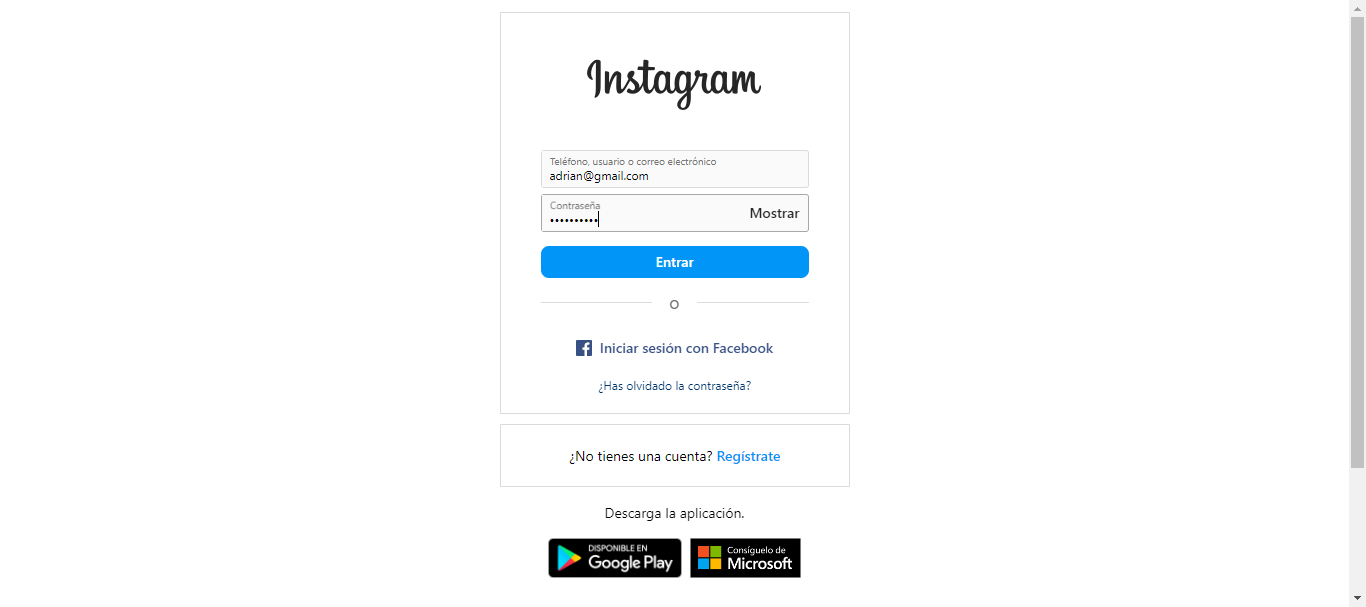 Instagram
Teléfono, usuario o correo electrónico
adrian@gmail.com
Contraseña
••••••••••
Mostrar
Entrar
O
Iniciar sesión con Facebook
¿Has olvidado la contraseña?
¿No tienes una cuenta? Regístrate
Descarga la aplicación.
DISPONIBLE EN
Google Play
Consíguelo de
Microsoft